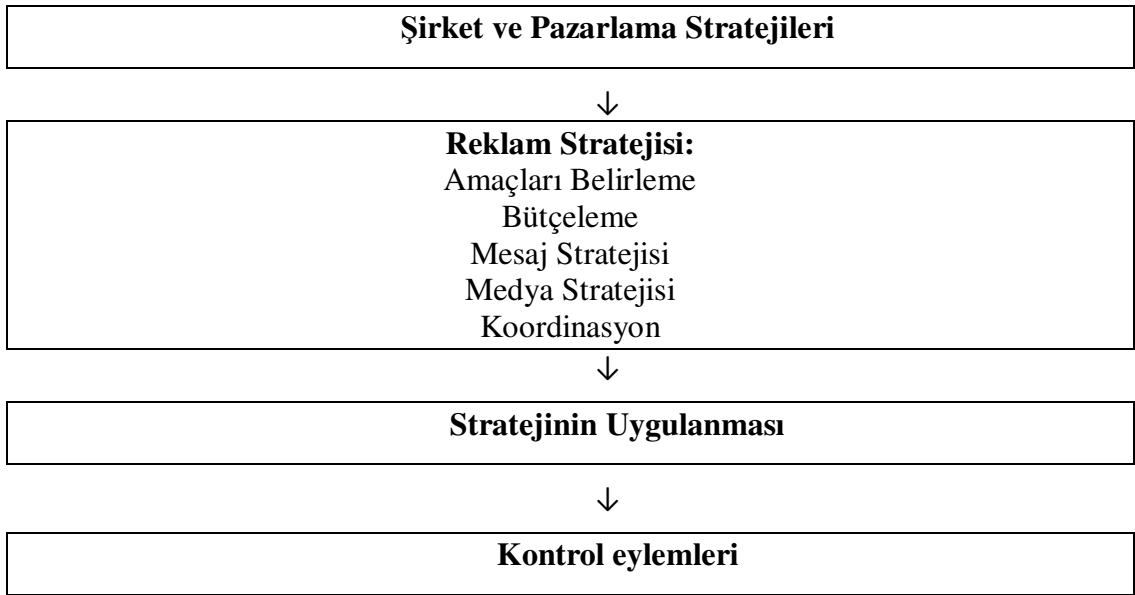 Şirket ve Pazarlama Stratejileri
↓
Reklam Stratejisi:
Amaçları Belirleme
Bütçeleme
Mesaj Stratejisi
Medya Stratejisi
Koordinasyon
↓
Stratejinin Uygulanması
↓
Kontrol eylemleri